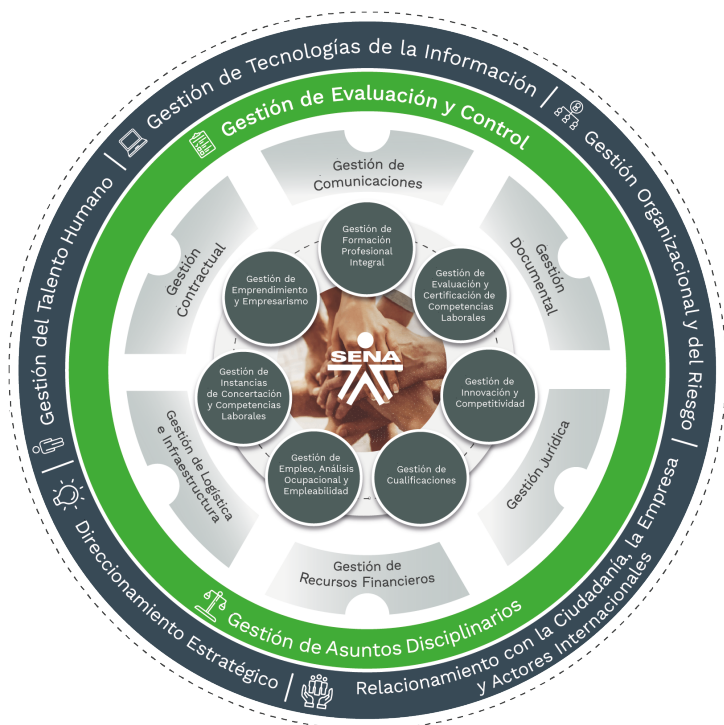 Gestión de Tecnologías de la Información
Gestión Organizacional y del Riesgo
Relacionamiento con la Ciudadanía, la Empresa
y Actores Internacionales
Direccionamiento Estratégico
Gestión del Talento Humano
Gestión de Evaluación y Control
Gestión de Asuntos Disciplinarios
Gestión de
Comunicaciones
Gestión
Documental
Gestión Jurídica
Gestión de
Recursos Financieros
Gestión de Logística
e Infraestructura
Gestión
Contractual
Gestión de
Formación
Profesional
Integral
Gestión de
Evaluación y
Certificación de
Competencias
Laborales
Gestión de
Innovación y
Competitividad
Gestión de
Cualificaciones
Gestión de
Empleo, Análisis
Ocupacional y
Empleabilidad
Gestión de
Instancias
de Concertación
y Competencias
Laborales
Gestión de
Emprendimiento
y Empresarismo
SENA